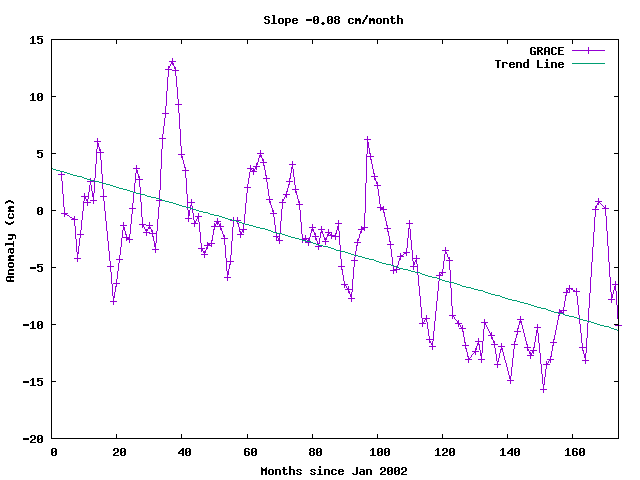 Slope -0.08 cm/month
GRACE
Trend Line
15
10
5
0
-5
-10
-15
-20
Anomaly (cm)
0 20 40 60 80 100 120 140 160
Months since Jan 2002